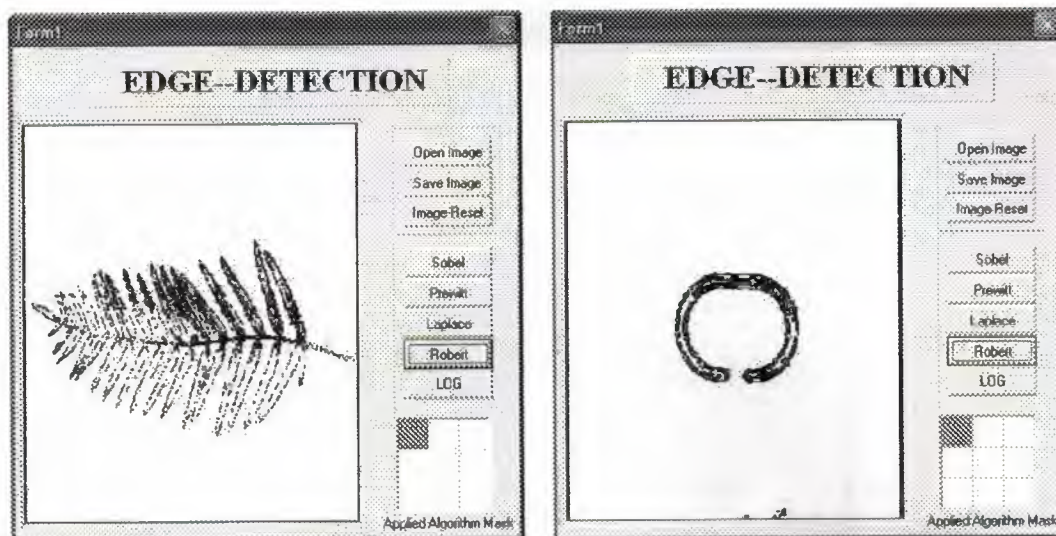 Form1
EDGE--DETECTION
Open Image
Save Image
Image Reset
Sobel
Prewitt
Laplace
Robert
LOG
Applied Algorithm Mask
Form1
EDGE--DETECTION
Open Image
Save Image
Image Reset
Sobel
Prewitt
Laplace
Robert
LOG
Applied Algorithm Mask